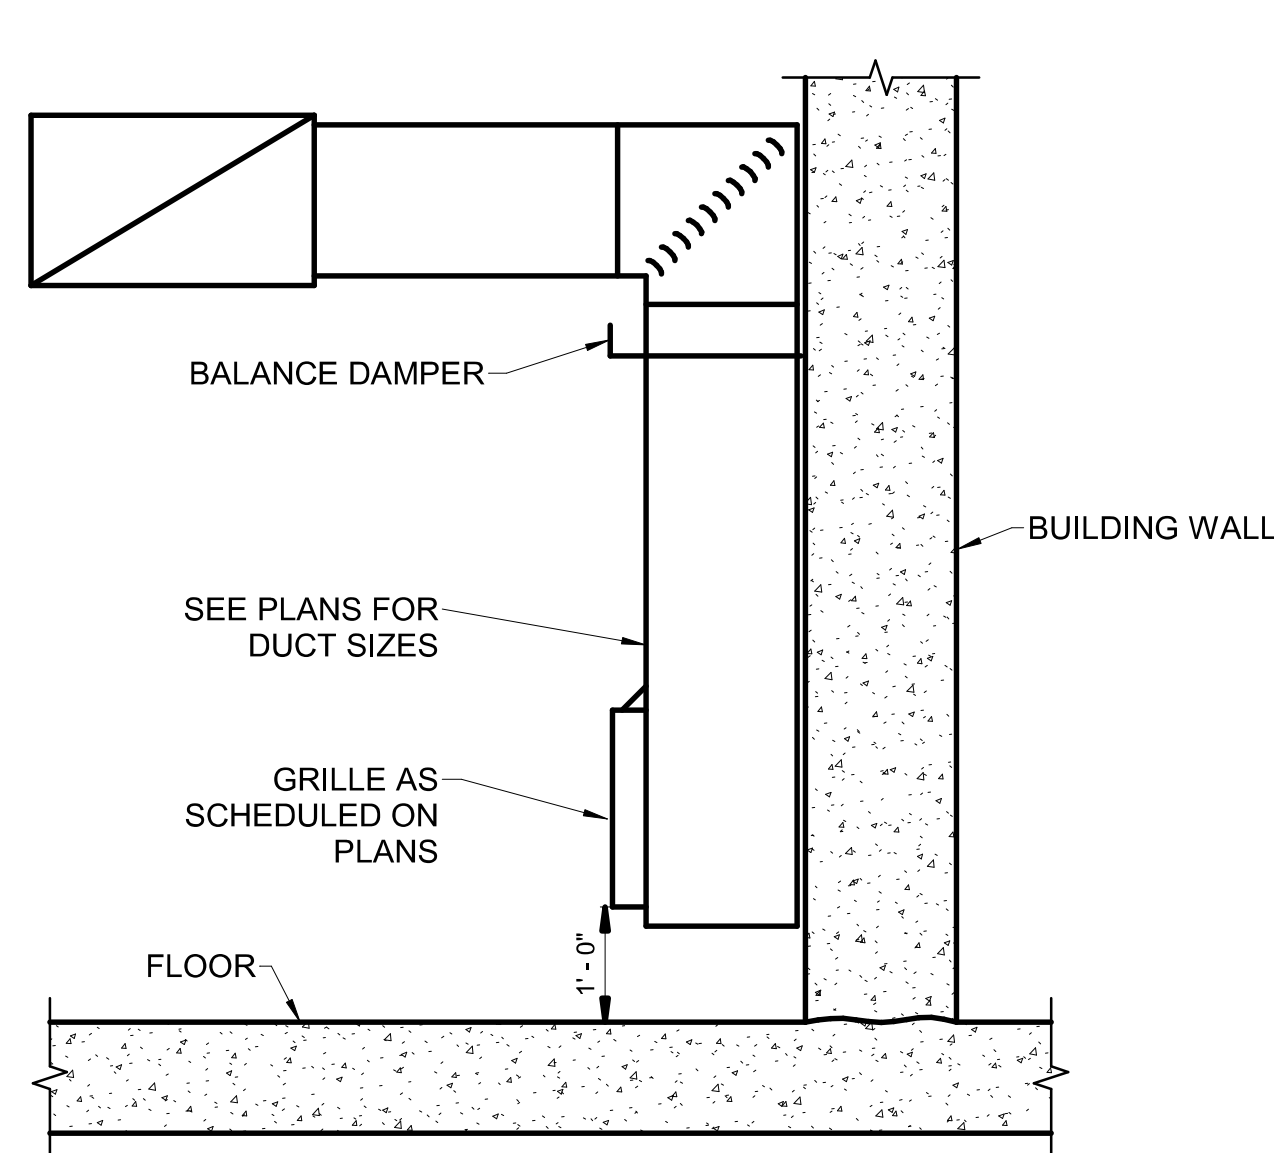 BALANCE DAMPER
BUILDING WALL
SEE PLANS FOR
DUCT SIZES
GRILLE AS
SCHEDULED ON
PLANS
1' - 0"
FLOOR